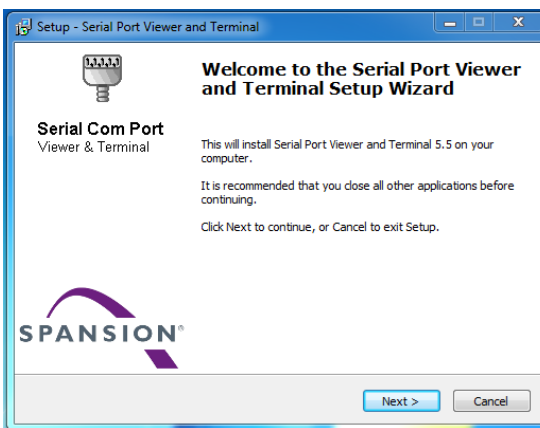 Setup - Serial Port Viewer and Terminal
Welcome to the Serial Port Viewer
and Terminal Setup Wizard
Serial Com Port
Viewer & Terminal
This will install Serial Port Viewer and Terminal 5.5 on your
computer.
It is recommended that you close all other applications before
continuing.
Click Next to continue, or Cancel to exit Setup.
SPANSION®
Next >
Cancel